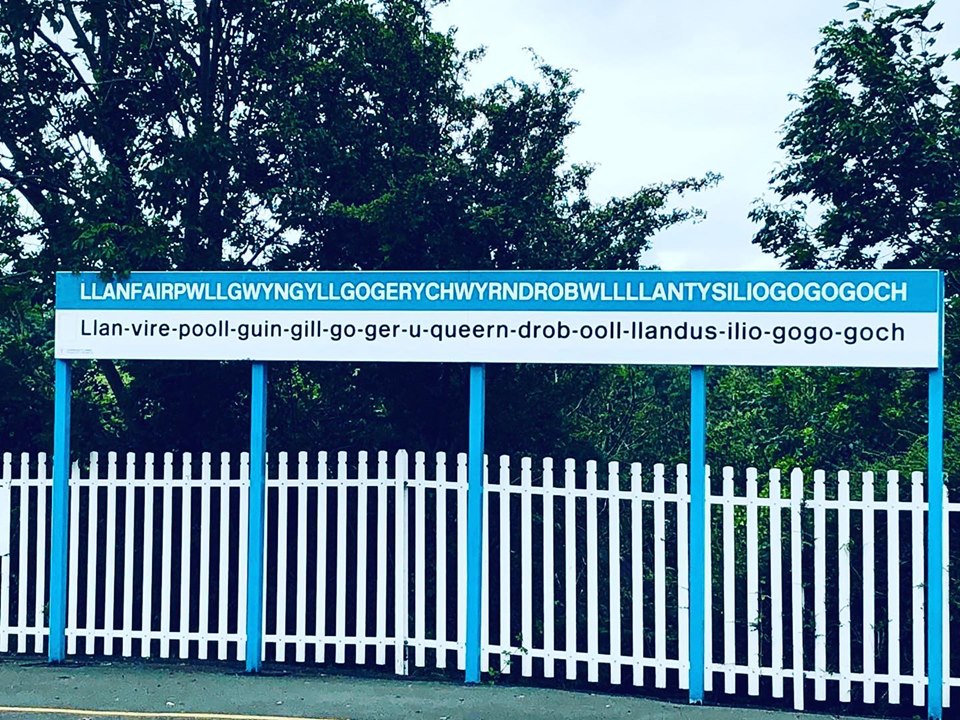 LLANFAIRPWLLGWYNGYLLGOGERYCHWYRNDROBWLLLLANTYSILIOGOGOGOCH
Llan-vire-pooll-guin-gill-go-ger-u-queern-drob-ooll-llandus-ilio-gogo-goch